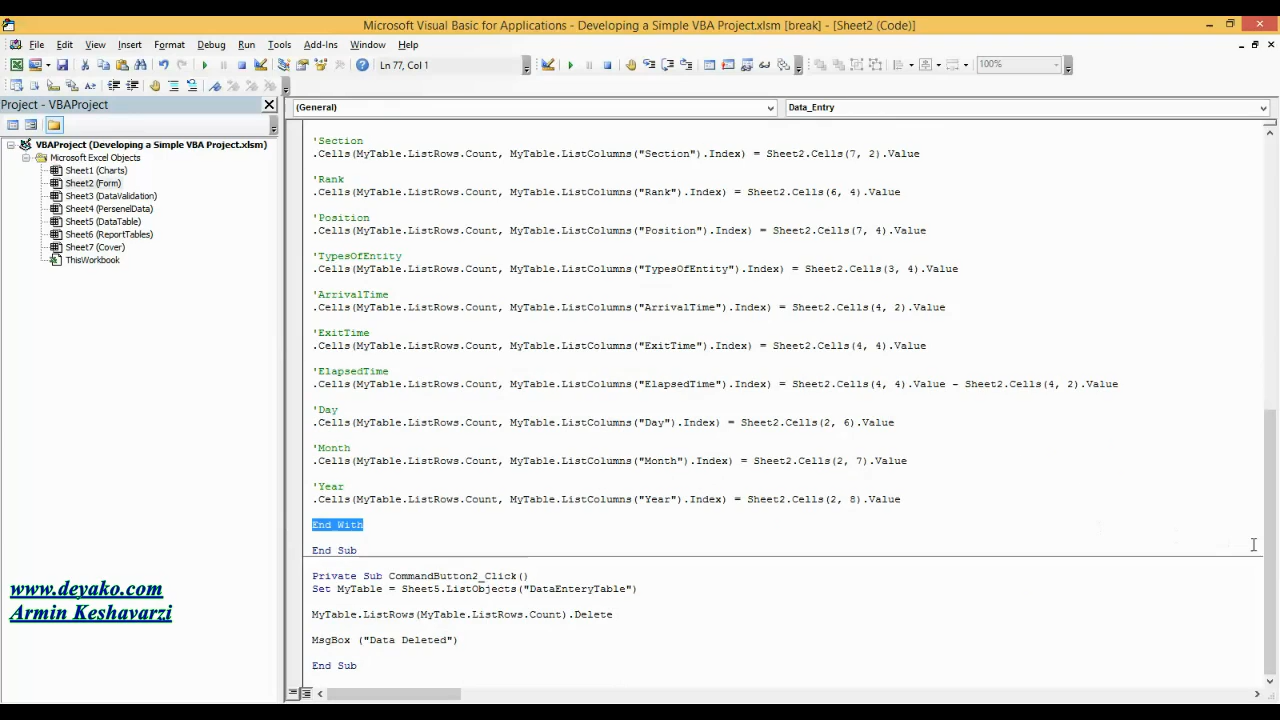 Microsoft Visual Basic for Applications - Developing a Simple VBA Project.xlsm [break] - [Sheet2 (Code)]
File Edit View Insert Format Debug Run Tools Add-Ins Window Help
Ln 77, Col 1
100%
Project - VBAProject
(General)
Data_Entry
VBAProject (Developing a Simple VBA Project.xlsm)
Microsoft Excel Objects
Sheet1 (Charts)
Sheet2 (Form)
Sheet3 (DataValidation)
Sheet4 (PersenelData)
Sheet5 (DataTable)
Sheet6 (ReportTables)
Sheet7 (Cover)
ThisWorkbook
'Section
.Cells(MyTable.ListRows.Count, MyTable.ListColumns("Section").Index) = Sheet2.Cells(7, 2).Value
'Rank
.Cells(MyTable.ListRows.Count, MyTable.ListColumns("Rank").Index) = Sheet2.Cells(6, 4).Value
'Position
.Cells(MyTable.ListRows.Count, MyTable.ListColumns("Position").Index) = Sheet2.Cells(7, 4).Value
'TypesOfEntity
.Cells(MyTable.ListRows.Count, MyTable.ListColumns("TypesOfEntity").Index) = Sheet2.Cells(3, 4).Value
'ArrivalTime
.Cells(MyTable.ListRows.Count, MyTable.ListColumns("ArrivalTime").Index) = Sheet2.Cells(4, 2).Value
'ExitTime
.Cells(MyTable.ListRows.Count, MyTable.ListColumns("ExitTime").Index) = Sheet2.Cells(4, 4).Value
'ElapsedTime
.Cells(MyTable.ListRows.Count, MyTable.ListColumns("ElapsedTime").Index) = Sheet2.Cells(4, 4).Value - Sheet2.Cells(4, 2).Value
'Day
.Cells(MyTable.ListRows.Count, MyTable.ListColumns("Day").Index) = Sheet2.Cells(2, 6).Value
'Month
.Cells(MyTable.ListRows.Count, MyTable.ListColumns("Month").Index) = Sheet2.Cells(2, 7).Value
'Year
.Cells(MyTable.ListRows.Count, MyTable.ListColumns("Year").Index) = Sheet2.Cells(2, 8).Value
End With
End Sub
Private Sub CommandButton2_Click()
Set MyTable = Sheet5.ListObjects("DataEnteryTable")
MyTable.ListRows(MyTable.ListRows.Count).Delete
MsgBox ("Data Deleted")
End Sub
www.deyako.com
Armin Keshavarzi